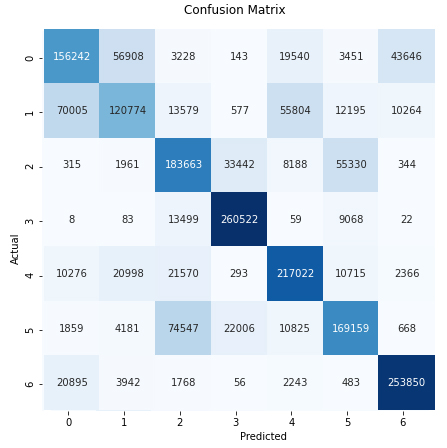 Confusion Matrix
0 156242 56908 3228 143 19540 3451 43646
1 70005 120774 13579 577 55804 12195 10264
2 315 1961 183663 33442 8188 55330 344
3 8 83 13499 260522 59 9068 22
Actual
4 10276 20998 21570 293 217022 10715 2366
5 1859 4181 74547 22006 10825 169159 668
6 20895 3942 1768 56 2243 483 253850
0 1 2 3 4 5 6
Predicted